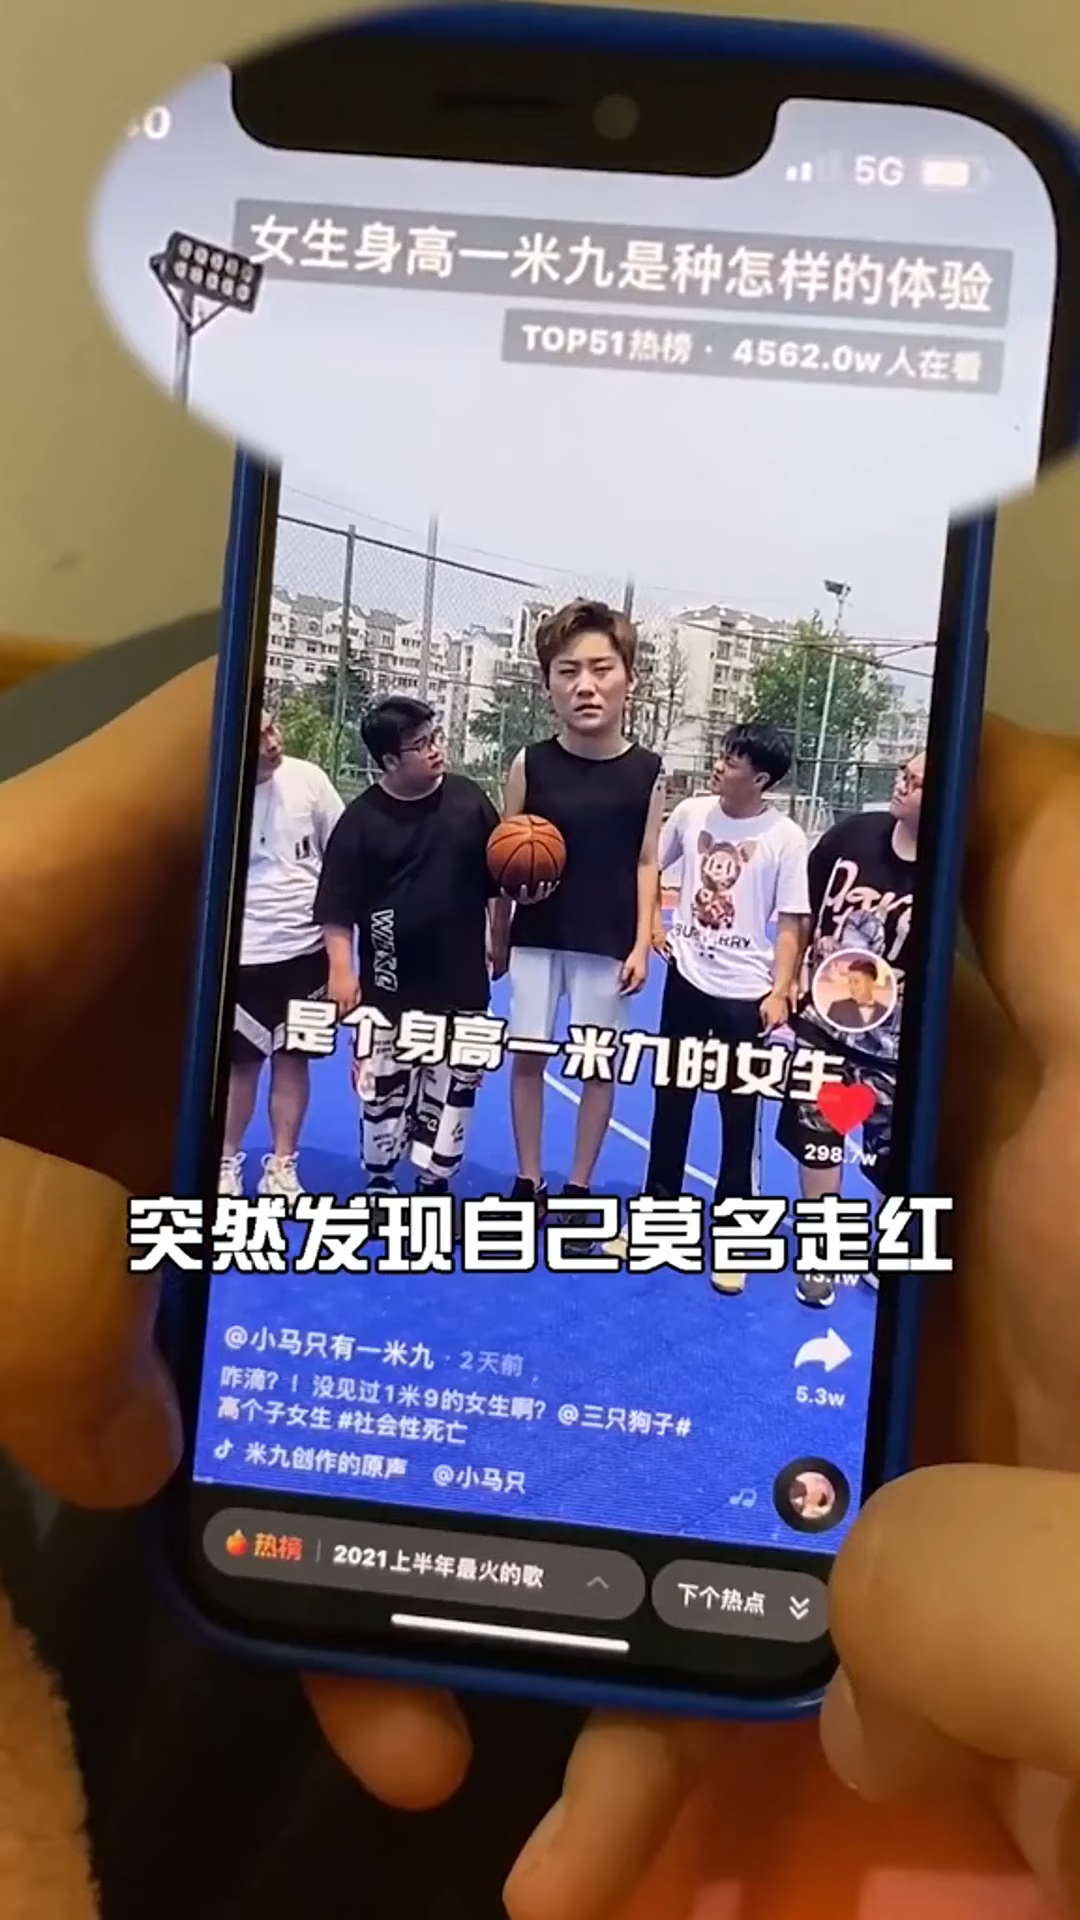 5G
女生身高一米九是种怎样的体验
TOP51热榜 · 4562.0w人在看
BURBERRY
是个身高一米九的女生
298.7w
突然发现自己莫名走红
13.1w
@小马只有一米九 · 2天前
5.3w
咋滴？！没见过1米9的女生啊？@三只狗子#
高个子女生 #社会性死亡
米九创作的原声 @小马只
热榜 | 2021上半年最火的歌
下个热点